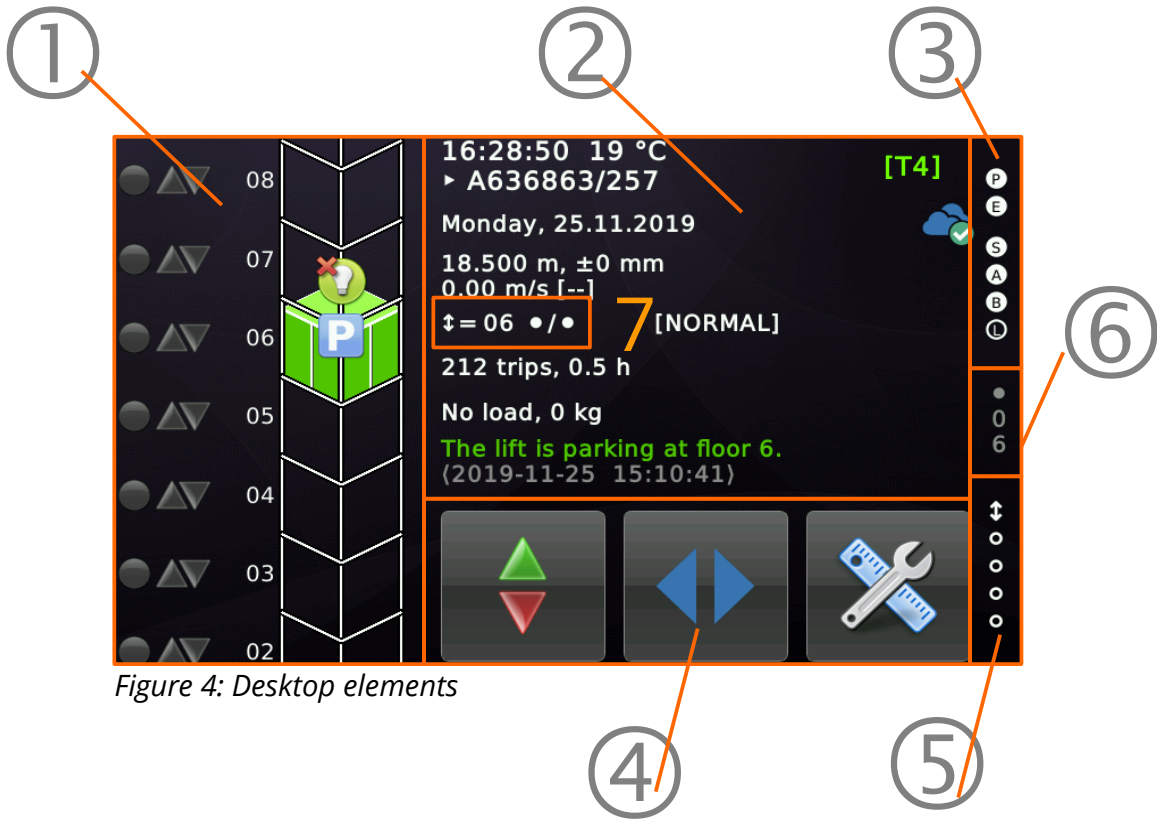 ① ② ③
08
07
06
P
05
04
03
02
16:28:50 19 °C
▸ A636863/257
[T4]
Monday, 25.11.2019
18.500 m, ±0 mm
0.00 m/s [--]
↕= 06 •/• 7 [NORMAL]
212 trips, 0.5 h
No load, 0 kg
The lift is parking at floor 6.
⟨2019-11-25 15:10:41⟩
P
E
S
A
B
L
⑥
0
6
Figure 4: Desktop elements
④ ⑤